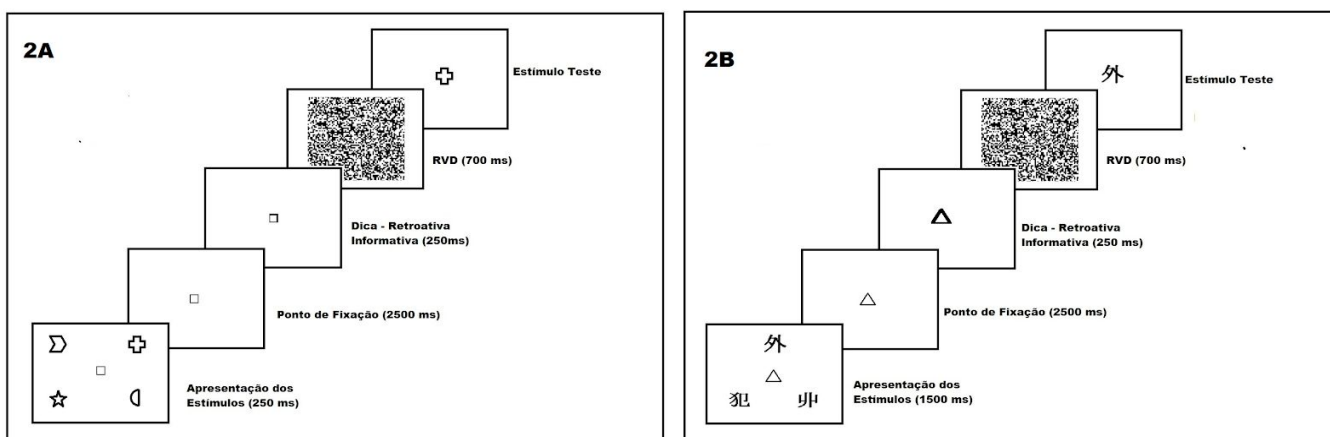 2A
Estímulo Teste
RVD (700 ms)
Dica - Retroativa
Informativa (250ms)
Ponto de Fixação (2500 ms)
Apresentação dos
Estímulos (250 ms)
2B
外
Estímulo Teste
RVD (700 ms)
Dica - Retroativa
Informativa (250 ms)
Ponto de Fixação (2500 ms)
外
犯 丣
Apresentação dos
Estímulos (1500 ms)